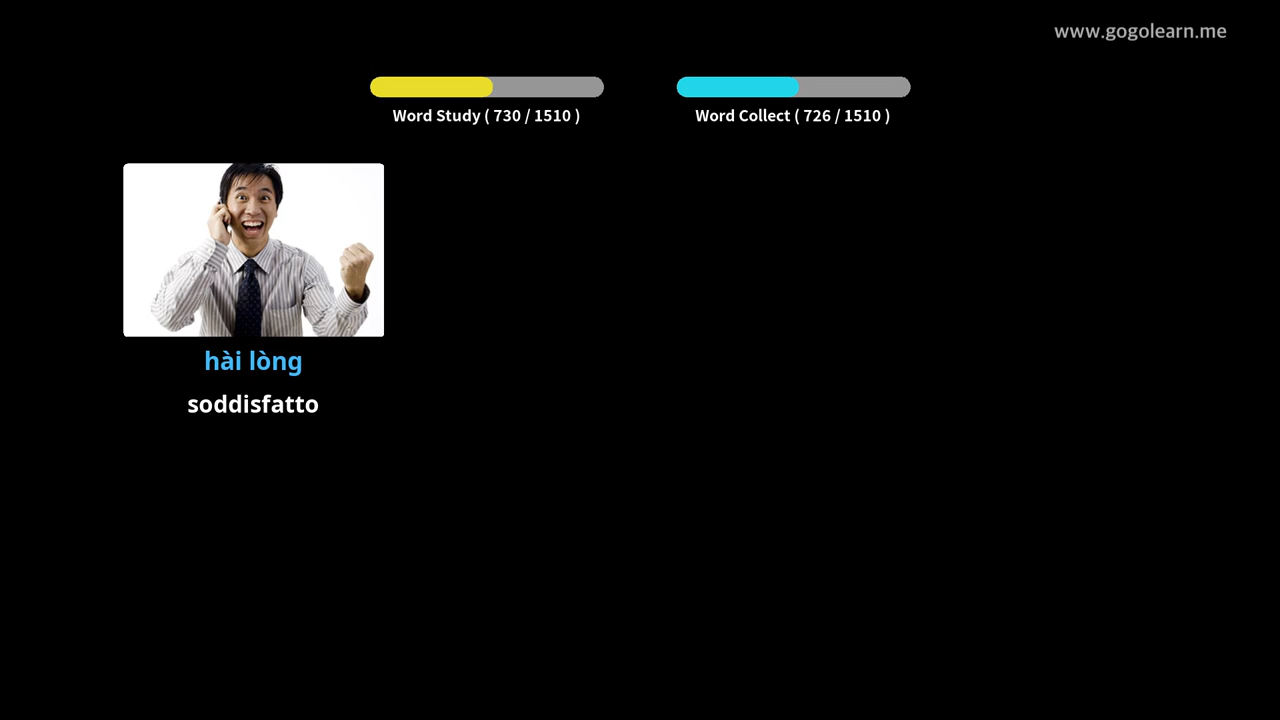 www.gogolearn.me
Word Study ( 730 / 1510 )
Word Collect ( 726 / 1510 )
hài lòng
soddisfatto